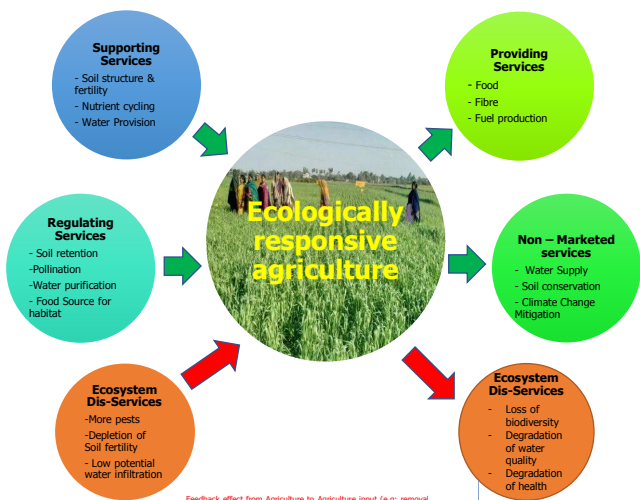 Supporting
Services
- Soil structure &
fertility
- Nutrient cycling
- Water Provision
Providing
Services
- Food
- Fibre
- Fuel production
Regulating
Services
- Soil retention
-Pollination
-Water purification
- Food Source for
habitat
Ecologically
responsive
agriculture
Non – Marketed
services
- Water Supply
- Soil conservation
- Climate Change
Mitigation
Ecosystem
Dis-Services
-More pests
-Depletion of
Soil fertility
- Low potential
water infiltration
Ecosystem
Dis-Services
- Loss of
biodiversity
- Degradation
of water
quality
- Degradation
of health
Feedback effect from Agriculture to Agriculture input (e.g: removal